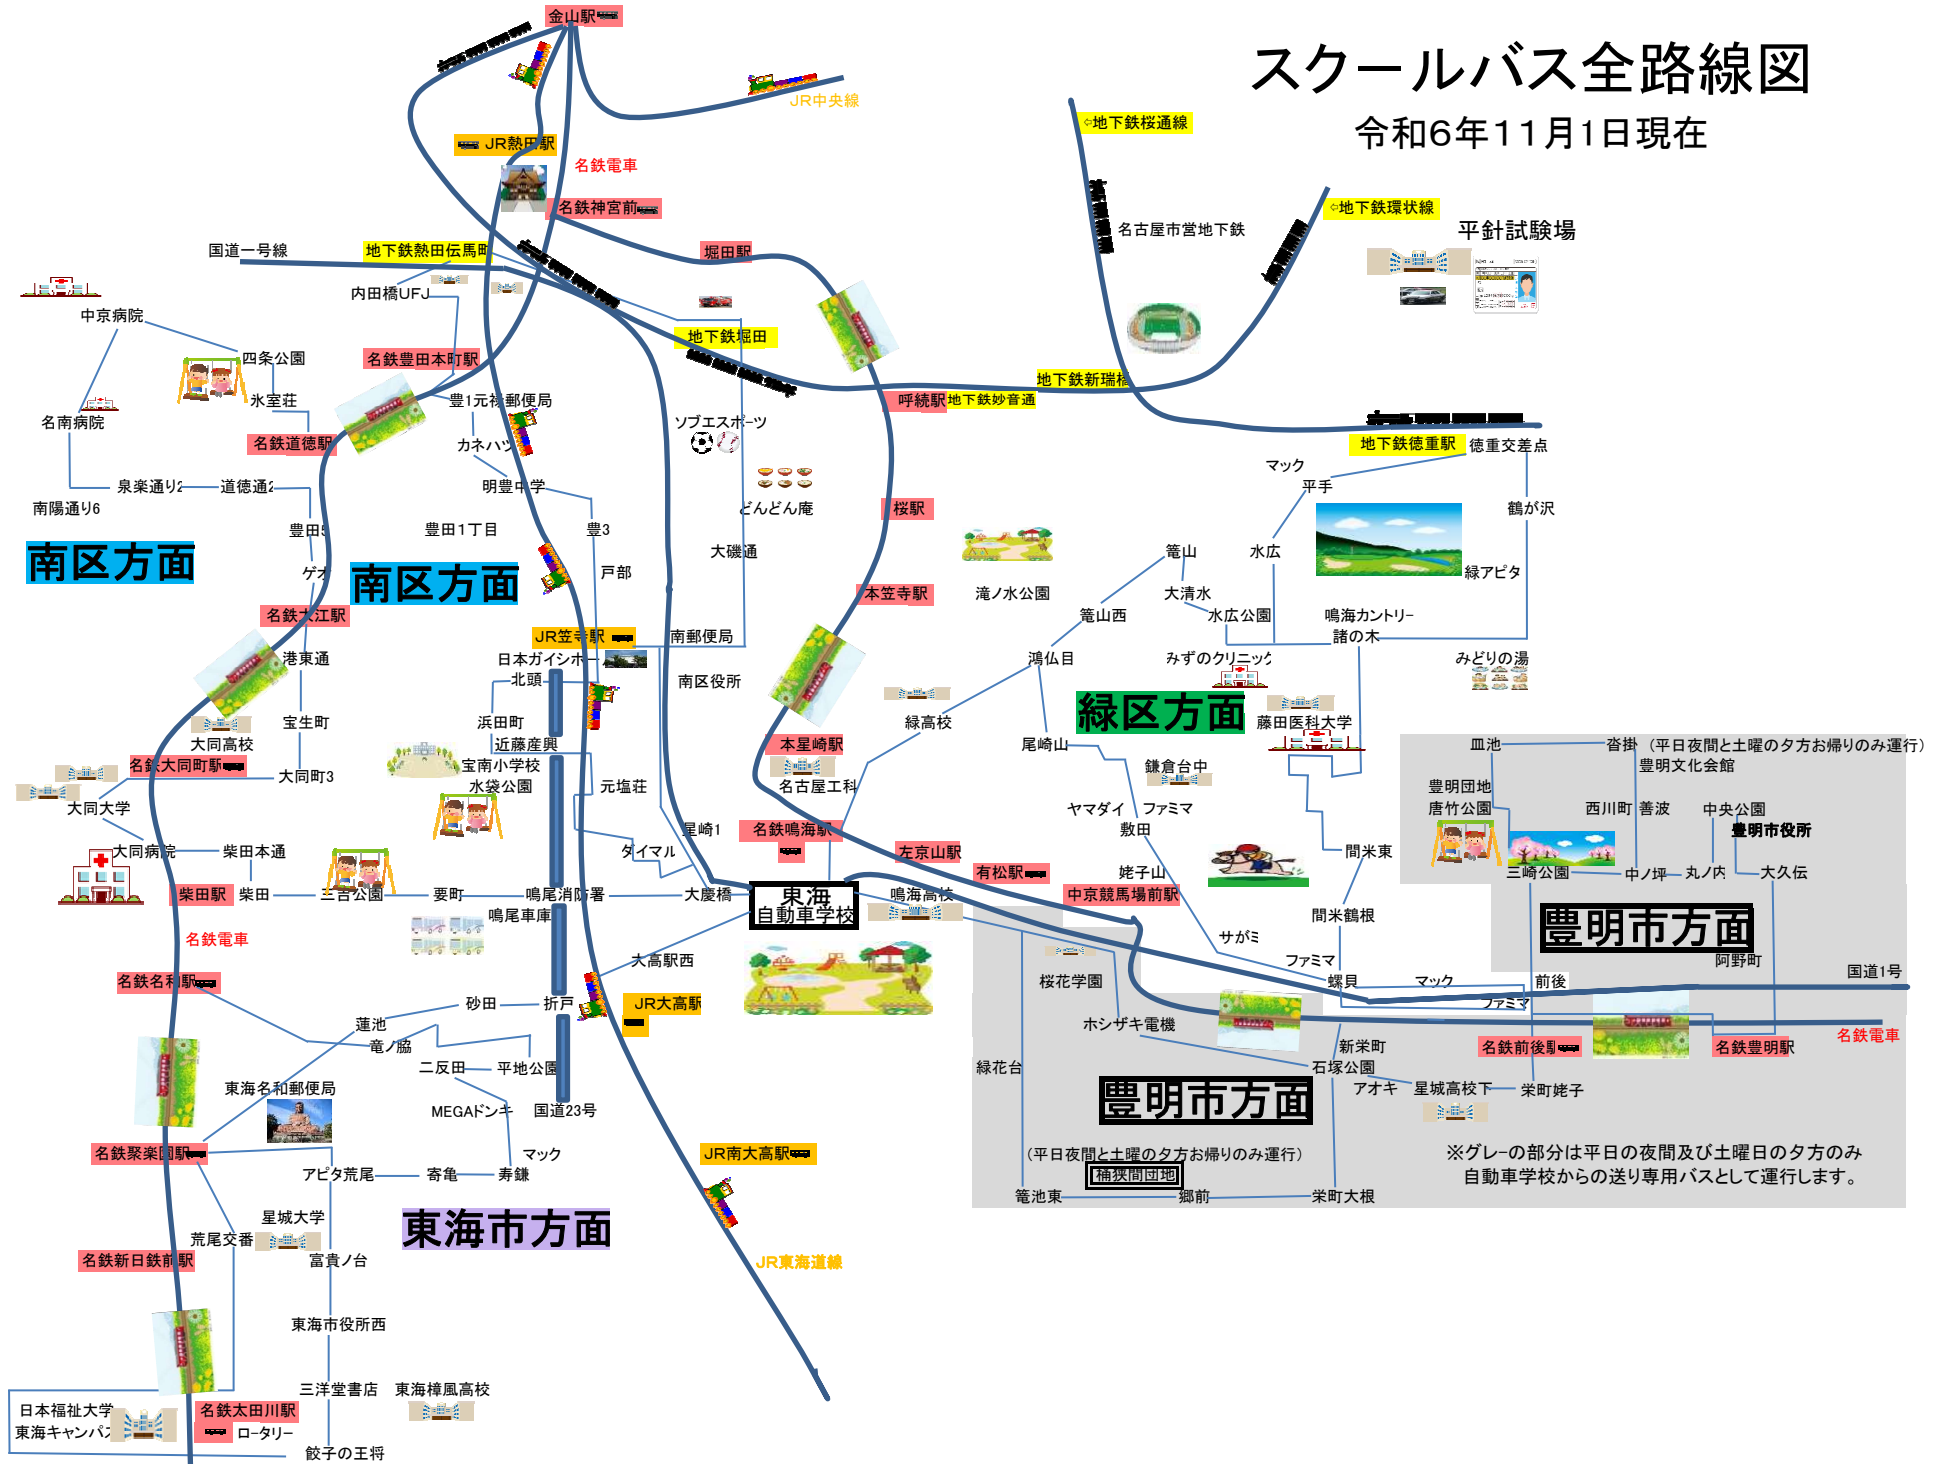 スクールバス全路線図
令和6年11月1日現在
金山駅
JR中央線
⇦地下鉄桜通線
JR熱田駅
名鉄電車
名鉄神宮前
⇦地下鉄環状線
平針試験場
名古屋市営地下鉄
国道一号線
地下鉄熱田伝馬町
堀田駅
内田橋UFJ
中京病院
地下鉄堀田
四条公園
名鉄豊田本町駅
地下鉄新瑞橋
氷室荘
豊1元禄郵便局
呼続駅
地下鉄妙音通
名南病院
名鉄道徳駅
カネハツ
ソブエスポーツ
地下鉄徳重駅
徳重交差点
マック
平手
泉楽通り2
道徳通2
明豊中学
南陽通り6
どんどん庵
桜駅
鶴が沢
豊田5
豊田1丁目
豊3
大磯通
篭山
水広
南区方面
南区方面
ゲオ
戸部
緑アピタ
滝ノ水公園
大清水
本笠寺駅
名鉄大江駅
篭山西
水広公園
鳴海カントリー
諸の木
JR笠寺駅
南郵便局
港東通
日本ガイシホール
北頭
鴻仏目
みずのクリニック
みどりの湯
南区役所
緑区方面
宝生町
浜田町
緑高校
藤田医科大学
大同高校
近藤産興
本星崎駅
尾崎山
皿池
沓掛
(平日夜間と土曜の夕方お帰りのみ運行)
豊明文化会館
名鉄大同町駅
大同町3
宝南小学校
水袋公園
元塩荘
名古屋工科
鎌倉台中
豊明団地
唐竹公園
大同大学
ヤマダイ
ファミマ
西川町
善波
中央公園
豊明市役所
星崎1
名鉄鳴海駅
敷田
大同病院
柴田本通
ダイマル
左京山駅
間米東
有松駅
姥子山
三崎公園
中ノ坪
丸ノ内
大久伝
柴田駅
柴田
三吉公園
要町
鳴尾消防署
大慶橋
東海
自動車学校
鳴海高校
中京競馬場前駅
鳴尾車庫
間米鶴根
豊明市方面
名鉄電車
サがミ
大高駅西
ファミマ
阿野町
国道1号
名鉄名和駅
桜花学園
螺貝
マック
前後
砂田
折戸
JR大高駅
ファミマ
蓮池
ホシザキ電機
竜ノ脇
新栄町
名鉄前後駅
名鉄豊明駅
名鉄電車
二反田
平地公園
緑花台
石塚公園
東海名和郵便局
アオキ
星城高校下
栄町姥子
MEGAドンキ
国道23号
豊明市方面
名鉄聚楽園駅
マック
JR南大高駅
(平日夜間と土曜の夕方お帰りのみ運行)
桶狭間団地
※グレーの部分は平日の夜間及び土曜日の夕方のみ
自動車学校からの送り専用バスとして運行します。
アピタ荒尾
寄亀
寿鎌
篭池東
郷前
栄町大根
星城大学
東海市方面
荒尾交番
名鉄新日鉄前駅
富貴ノ台
JR東海道線
東海市役所西
三洋堂書店
東海樟風高校
日本福祉大学
東海キャンパス
名鉄太田川駅
ロータリー
餃子の王将